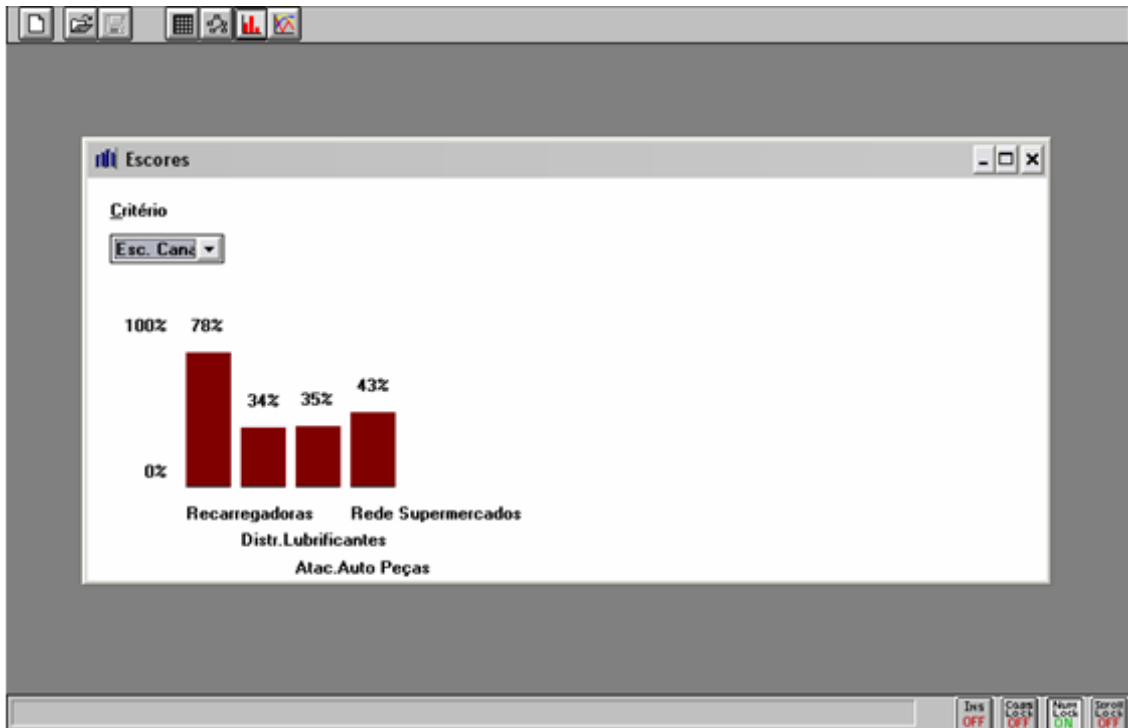 Escores
Critério
Esc. Cana
100% 78%
43%
34% 35%
0%
Recarregadoras Rede Supermercados
Distr.Lubrificantes
Atac.Auto Peças
Ins Caps Lock Num Lock Scroll Lock
OFF OFF ON OFF